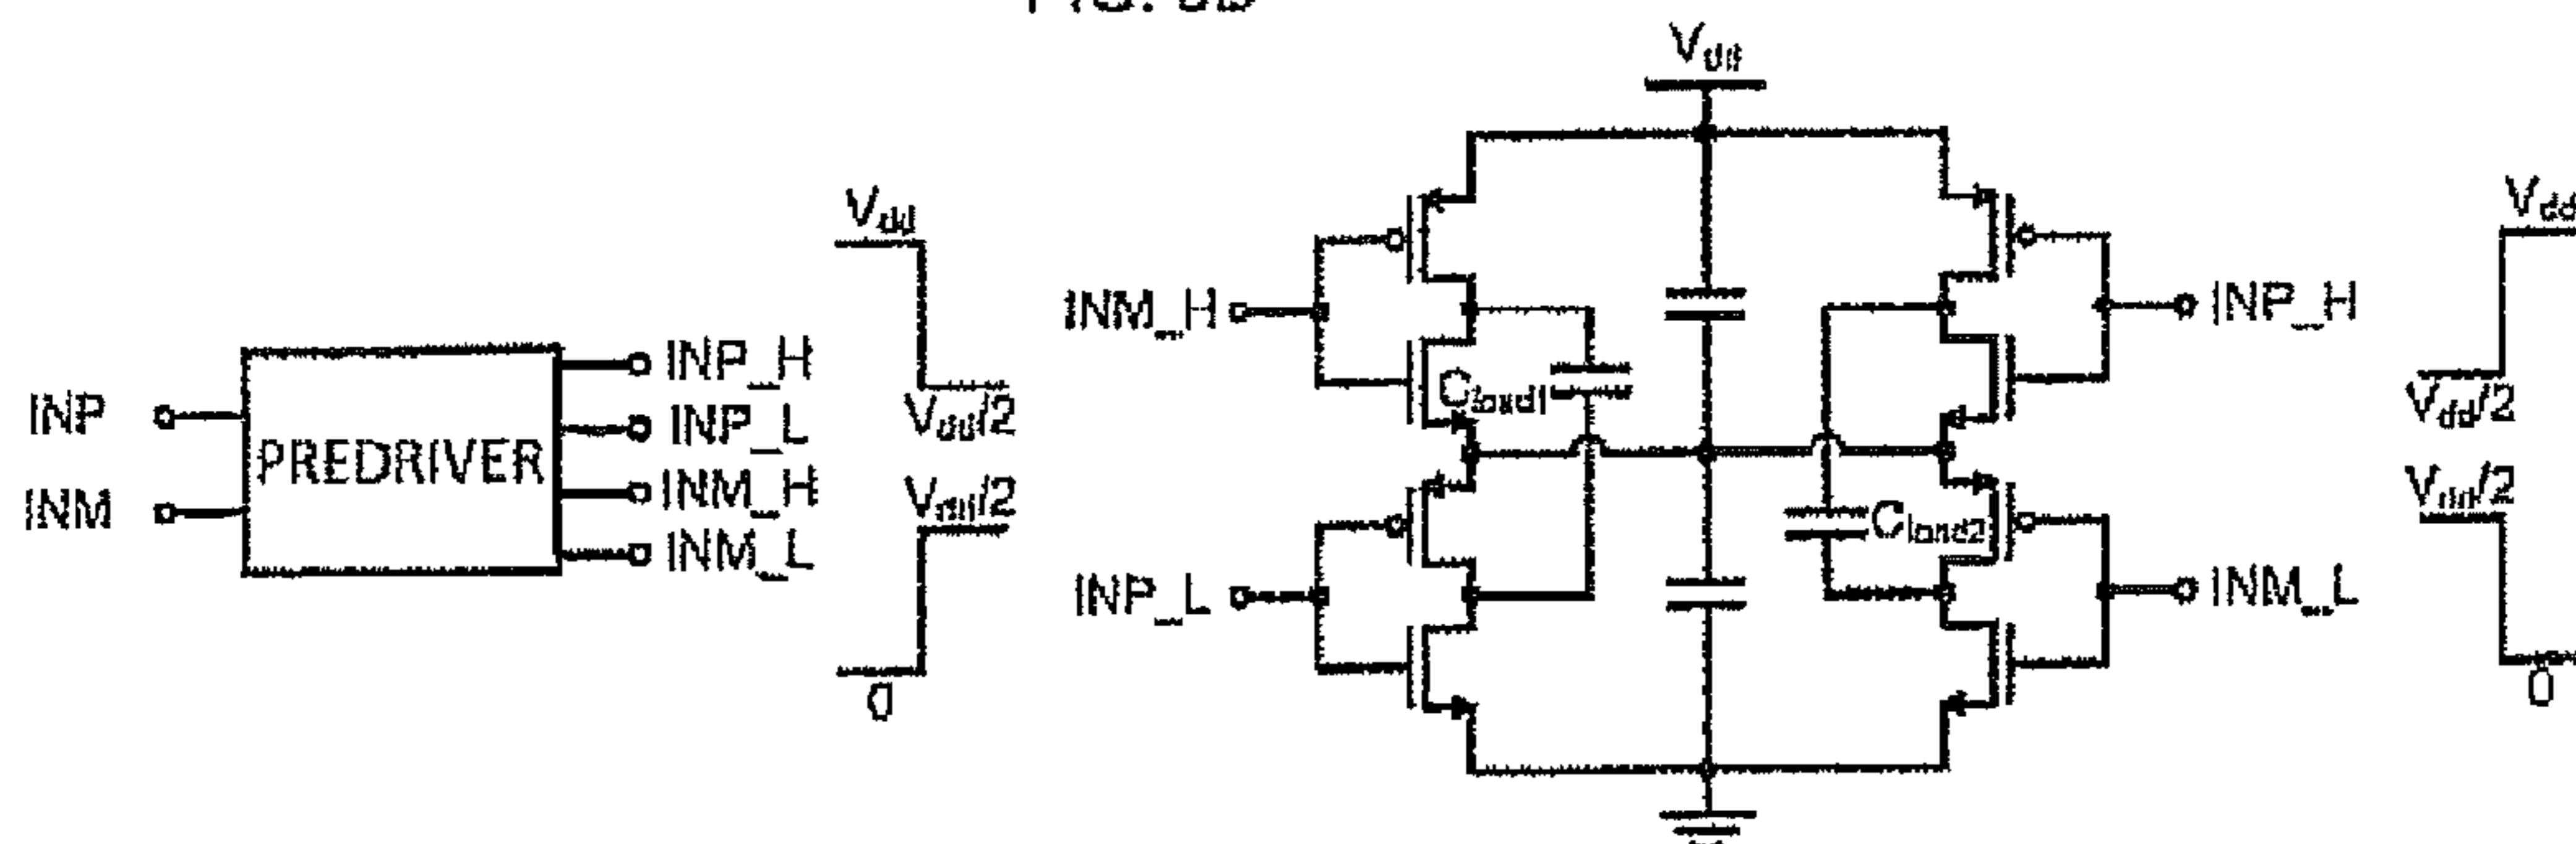 Vdd
Vdd
Vdd
INM_H
INP_H
INP_H
INP
INP_L
Vdd/2
Cload1
Vdd/2
PREDRIVER
INM_H
Vdd/2
Vdd/2
INM
INM_L
Cload2
INP_L
INM_L
0
0